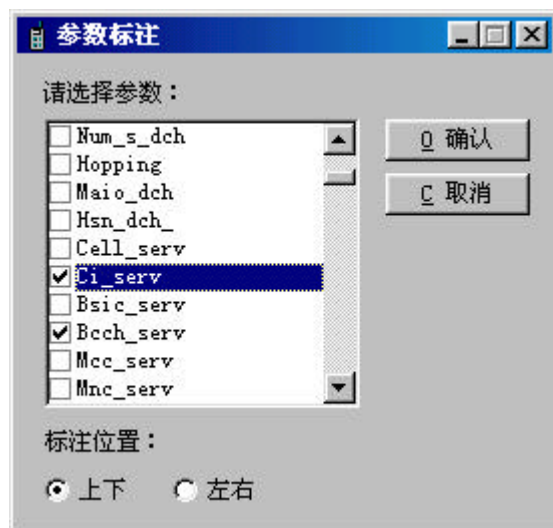 参数标注
请选择参数：
Num_s_dch
Hopping
Maio_dch
Hsn_dch_
Cell_serv
Ci_serv
Bsic_serv
Bcch_serv
Mcc_serv
Mnc_serv
O 确认
C 取消
标注位置：
上下 左右